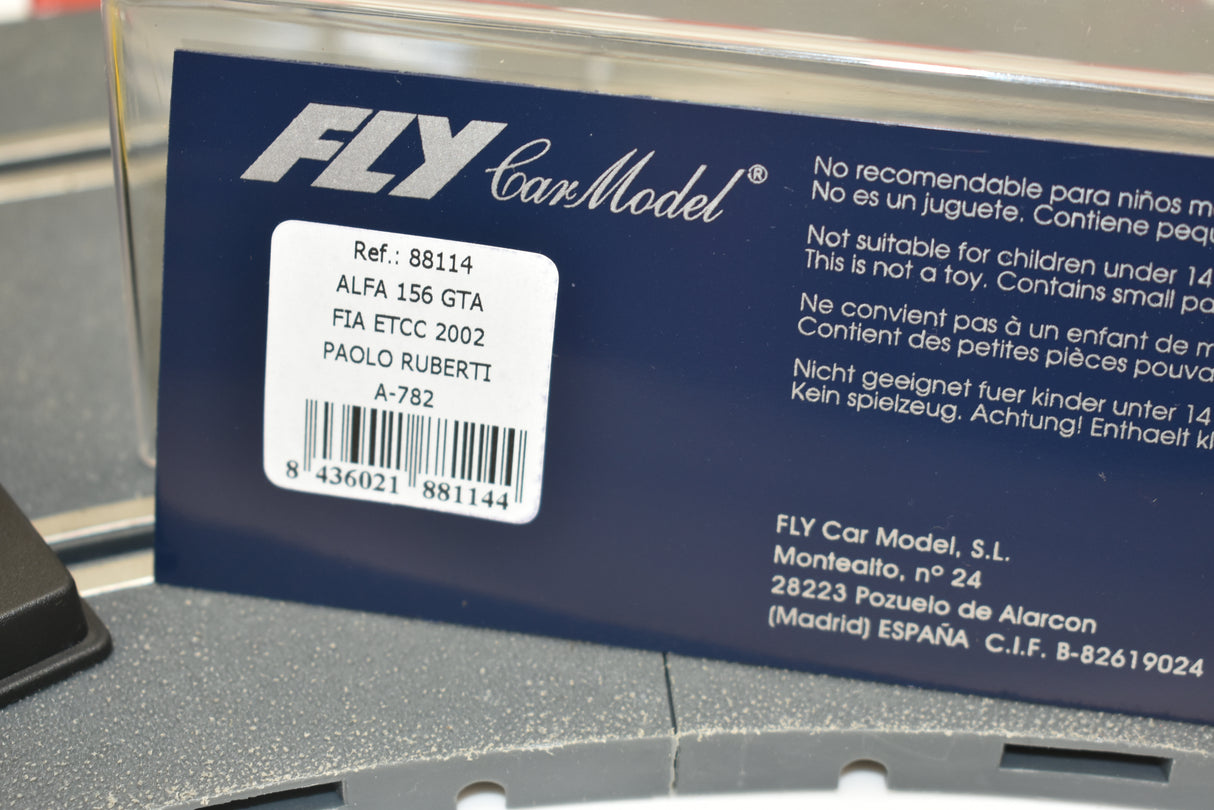 FLY Car Model®
Ref.: 88114
ALFA 156 GTA
FIA ETCC 2002
PAOLO RUBERTI
A-782
8 436021 881144
No recomendable para niños
No es un juguete. Contiene
Not suitable for children under 14
This is not a toy. Contains small
Ne convient pas à un enfant de
Contient des petites pièces
Nicht geeignet fuer kinder unter 14
Kein spielzeug. Achtung! Enthaelt
FLY Car Model, S.L.
Montealto, nº 24
28223 Pozuelo de Alarcon
(Madrid) ESPAÑA C.I.F. B-82619024